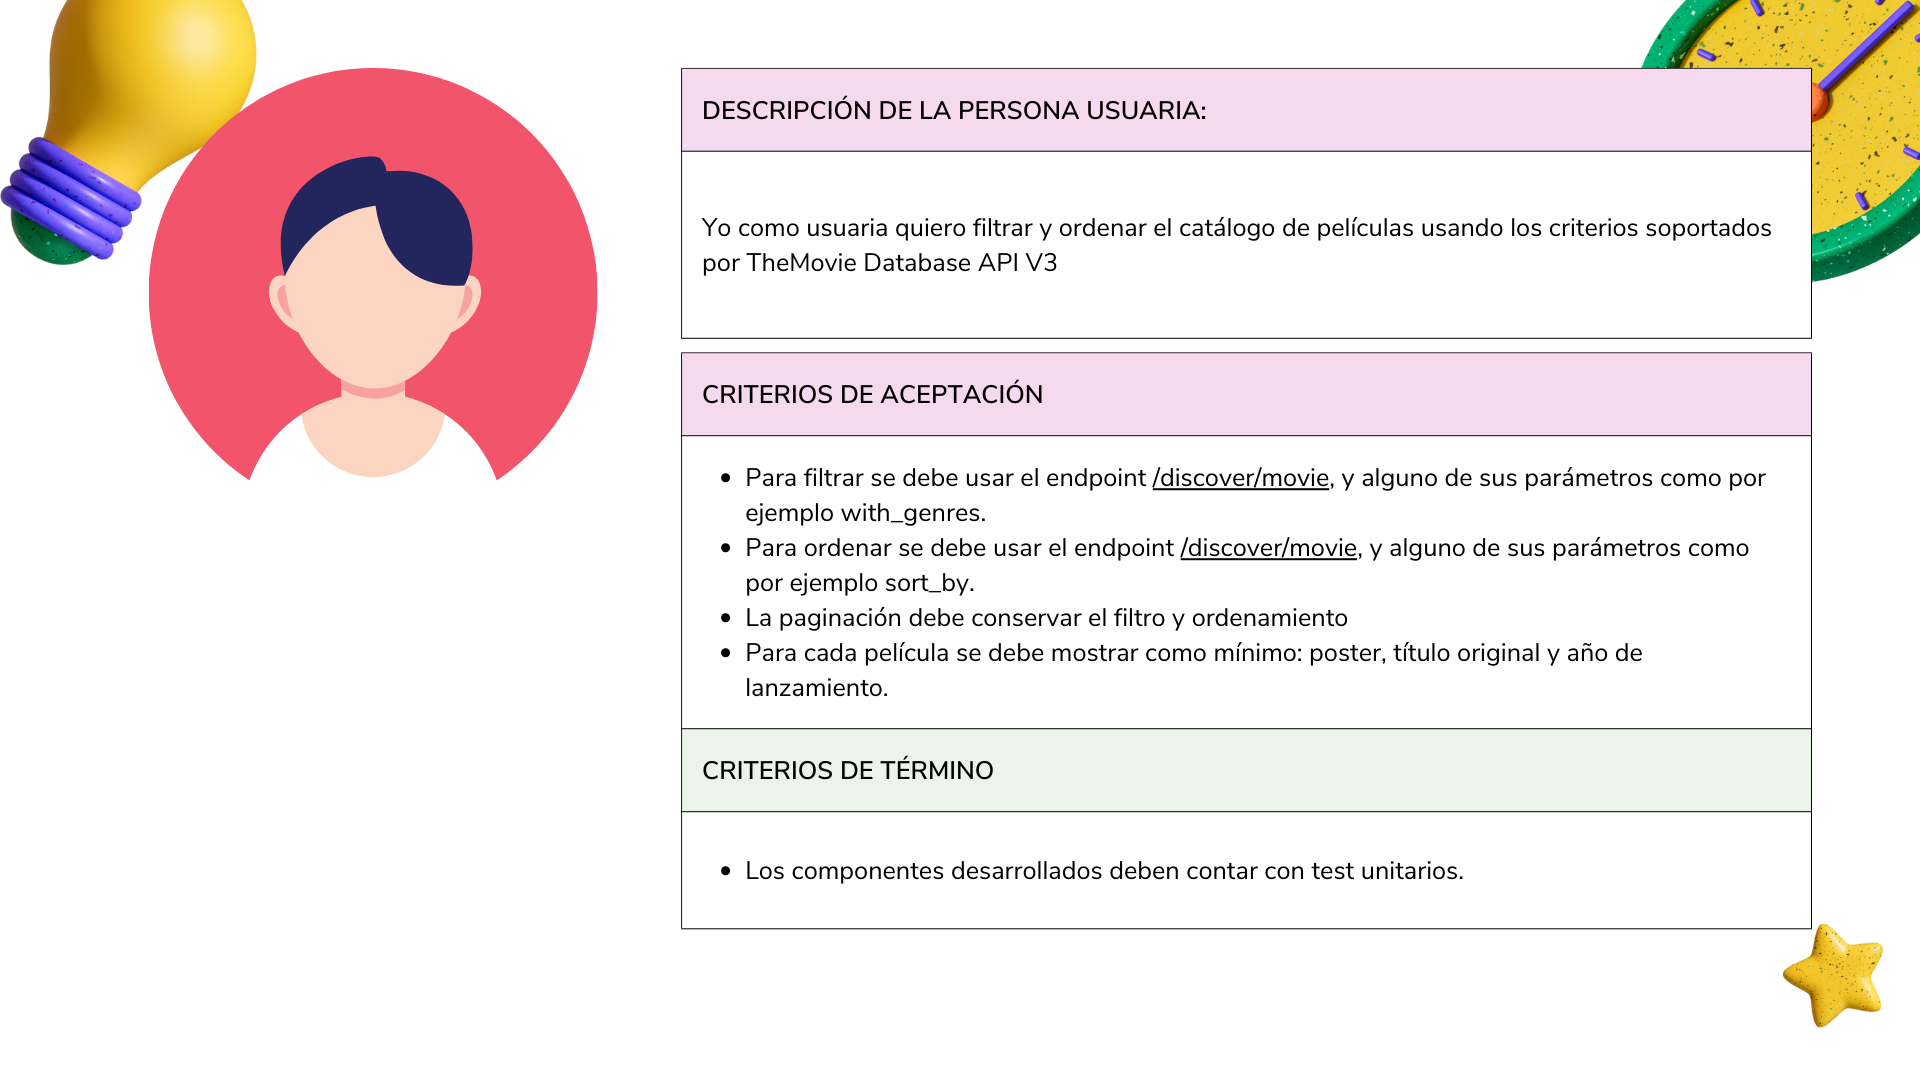 DESCRIPCIÓN DE LA PERSONA USUARIA:
Yo como usuaria quiero filtrar y ordenar el catálogo de películas usando los criterios soportados
por TheMovie Database API V3
CRITERIOS DE ACEPTACIÓN
• Para filtrar se debe usar el endpoint /discover/movie, y alguno de sus parámetros como por
ejemplo with_genres.
• Para ordenar se debe usar el endpoint /discover/movie, y alguno de sus parámetros como
por ejemplo sort_by.
• La paginación debe conservar el filtro y ordenamiento
• Para cada película se debe mostrar como mínimo: poster, título original y año de
lanzamiento.
CRITERIOS DE TÉRMINO
• Los componentes desarrollados deben contar con test unitarios.